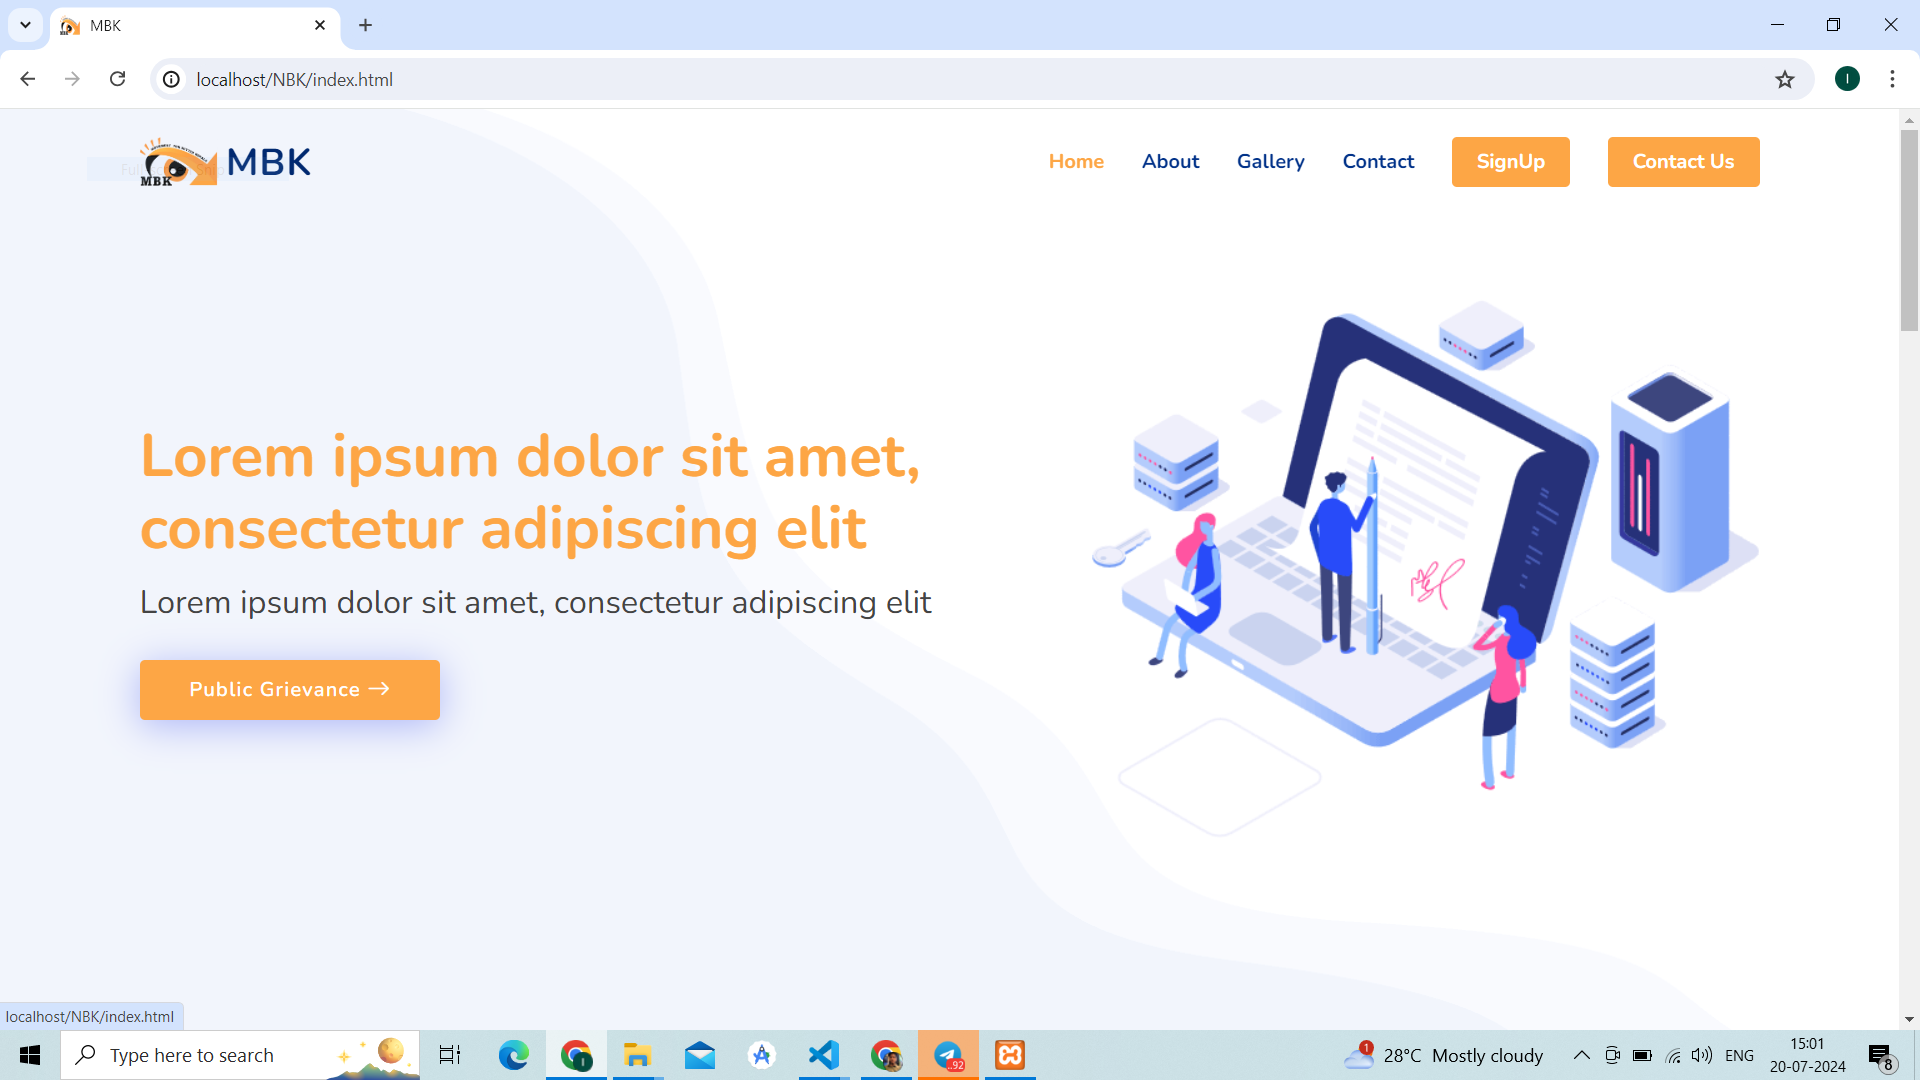 MBK
localhost/NBK/index.html
MBK
MBK
Home
About
Gallery
Contact
SignUp
Contact Us
Lorem ipsum dolor sit amet,
consectetur adipiscing elit
Lorem ipsum dolor sit amet, consectetur adipiscing elit
Public Grievance →
localhost/NBK/index.html
Type here to search
..92
1
28°C Mostly cloudy
ENG
15:01
20-07-2024
8